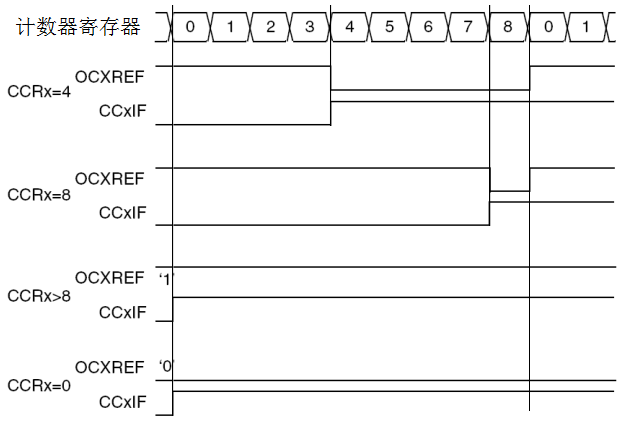 计数器寄存器 0 1 2 3 4 5 6 7 8 0 1
OCXREF
CCRx=4
CCxIF
OCXREF
CCRx=8
CCxIF
OCXREF '1'
CCRx>8
CCxIF
OCXREF '0'
CCRx=0
CCxIF